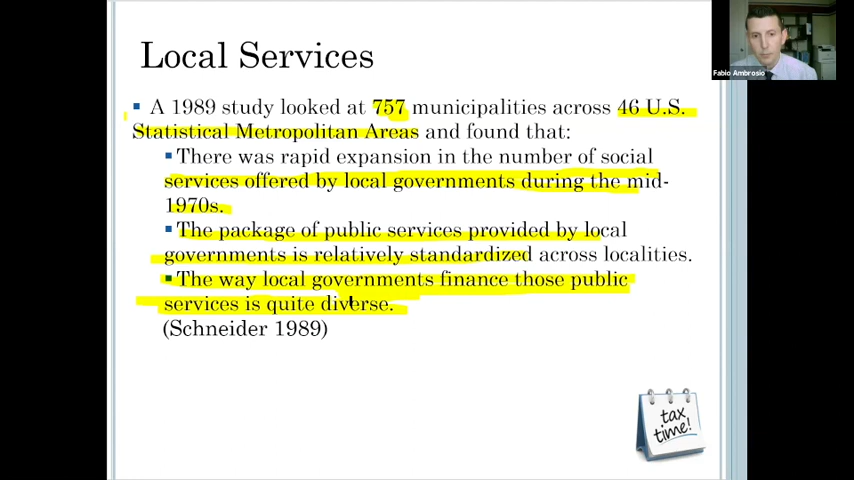 Local Services
Fabio Ambrosio
▪ A 1989 study looked at 757 municipalities across 46 U.S.
Statistical Metropolitan Areas and found that:
▪ There was rapid expansion in the number of social
services offered by local governments during the mid-
1970s.
▪ The package of public services provided by local
governments is relatively standardized across localities.
▪ The way local governments finance those public
services is quite diverse.
(Schneider 1989)
tax
time!